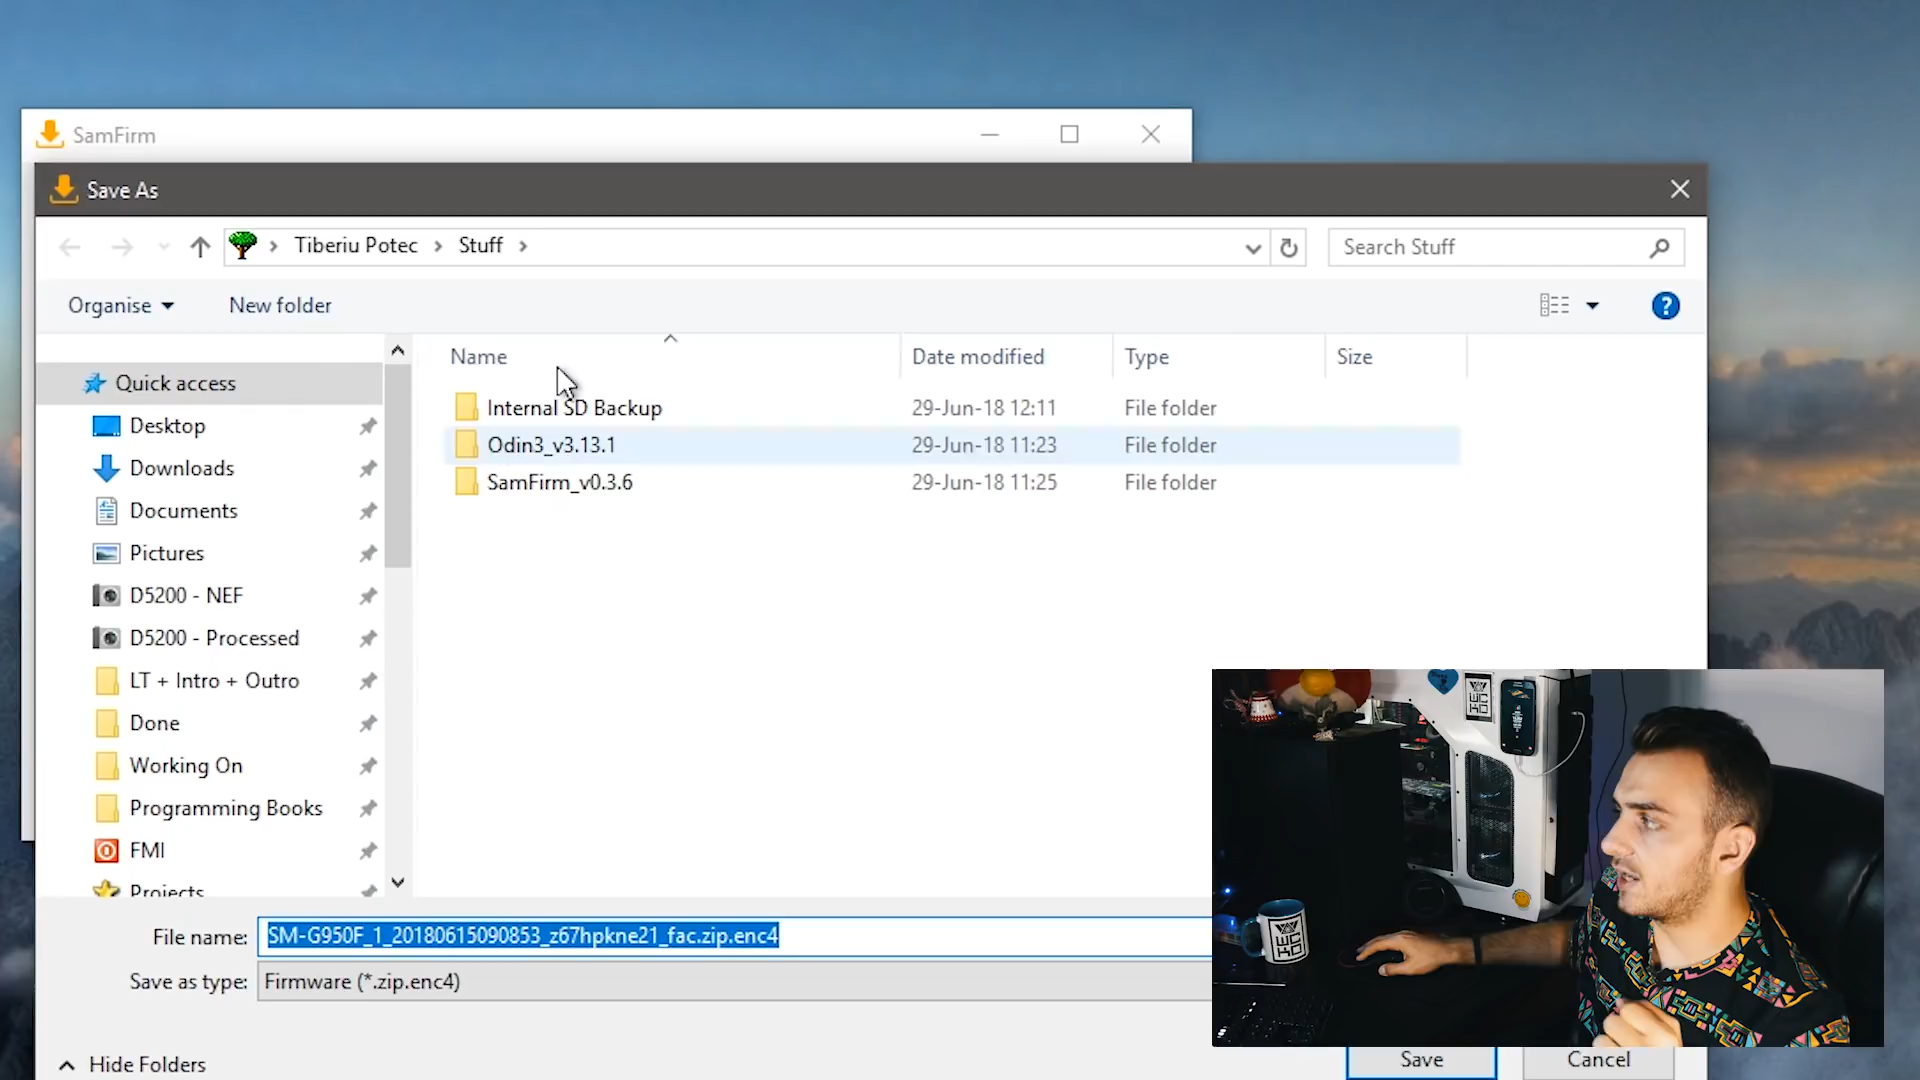 SamFirm
Save As
Tiberiu Potec > Stuff >
Search Stuff
Organise
New folder
Name
Date modified
Type
Size
Quick access
Internal SD Backup
29-Jun-18 12:11
File folder
Desktop
Odin3_v3.13.1
29-Jun-18 11:23
File folder
Downloads
SamFirm_v0.3.6
29-Jun-18 11:25
File folder
Documents
Pictures
D5200 - NEF
D5200 - Processed
LT + Intro + Outro
Done
Working On
Programming Books
FMI
Projects
File name: SM-G950F_1_20180615090853_z67hpkne21_fac.zip.enc4
Save as type: Firmware (*.zip.enc4)
Hide Folders
Save
Cancel